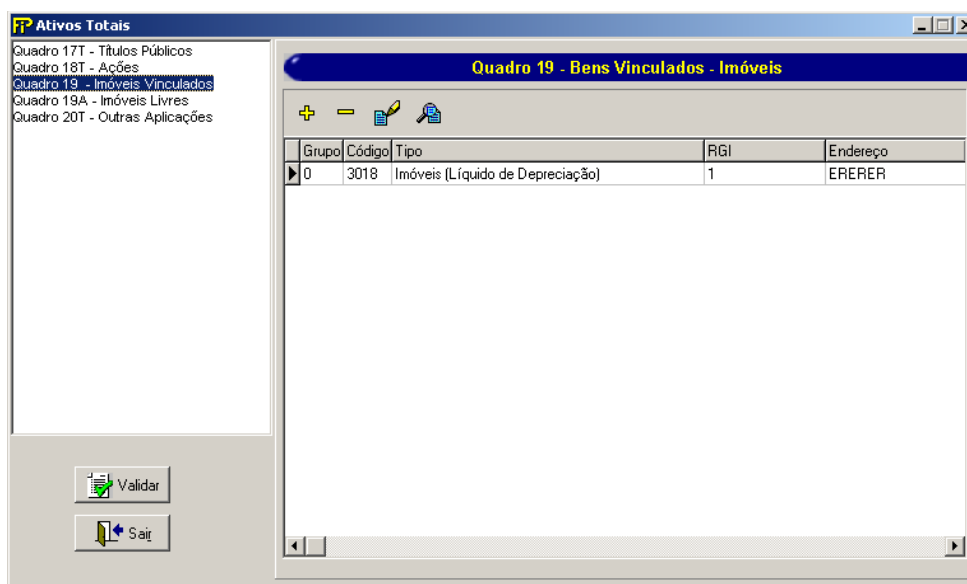 FiP Ativos Totais
Quadro 17T - Títulos Públicos
Quadro 18T - Ações
Quadro 19  - Imóveis Vinculados
Quadro 19A - Imóveis Livres
Quadro 20T - Outras Aplicações
Quadro 19 - Bens Vinculados - Imóveis
Grupo Código Tipo RGI Endereço
0 3018 Imóveis (Líquido de Depreciação) 1 ERERER
Validar
Sair